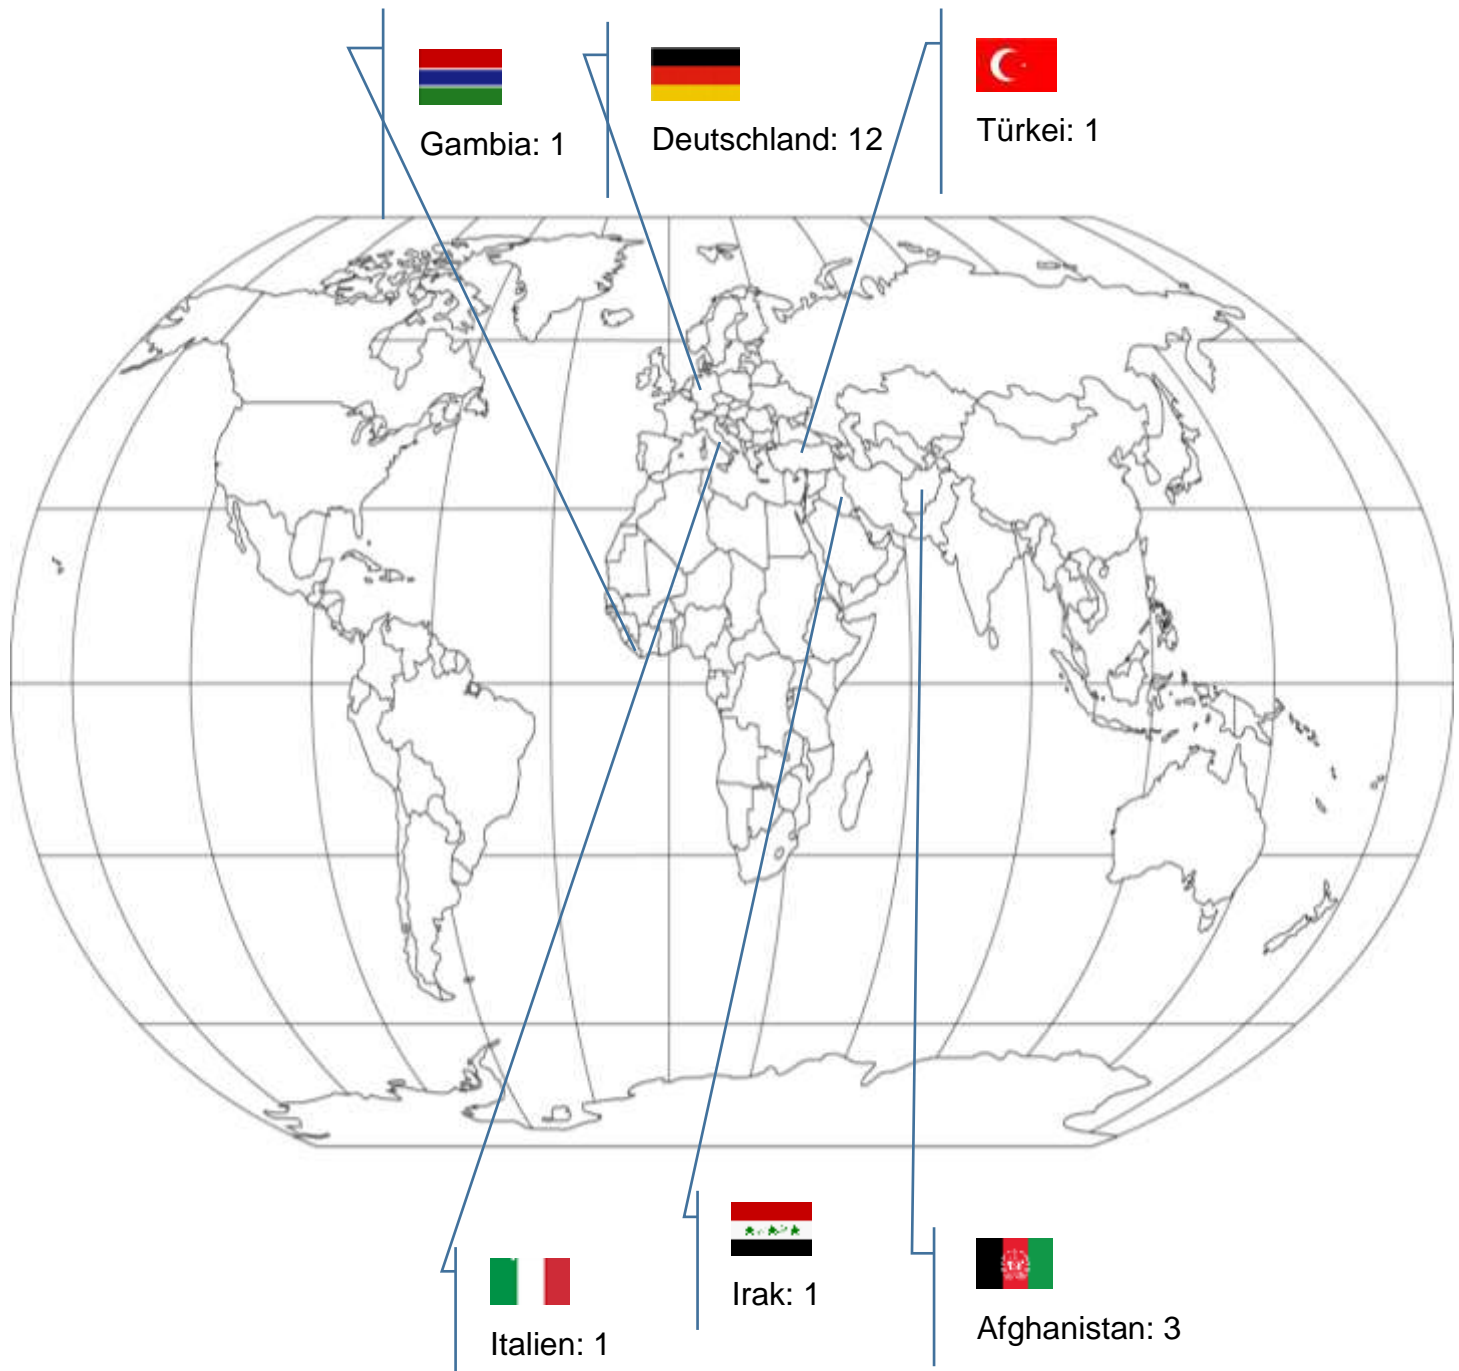 Gambia: 1
Deutschland: 12
Türkei: 1
Italien: 1
Irak: 1
Afghanistan: 3